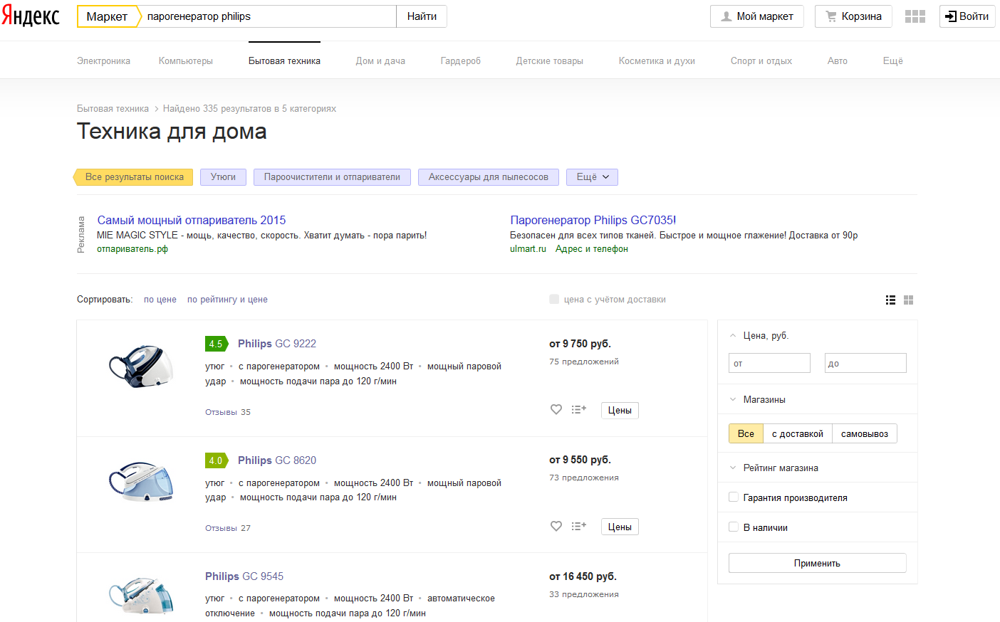 Яндекс Маркет парогенератор philips Найти Мой маркет Корзина Войти
Электроника Компьютеры Бытовая техника Дом и дача Гардероб Детские товары Косметика и духи Спорт и отдых Авто Ещё
Бытовая техника > Найдено 335 результатов в 5 категориях
Техника для дома
Все результаты поиска Утюги Пароочистители и отпариватели Аксессуары для пылесосов Ещё
Реклама
Самый мощный отпариватель 2015
MIE MAGIC STYLE - мощь, качество, скорость. Хватит думать - пора парить!
отпариватель.рф
Парогенератор Philips GC7035!
Безопасен для всех типов тканей. Быстрое и мощное глажение! Доставка от 90р
ulmart.ru Адрес и телефон
Сортировать: по цене по рейтингу и цене цена с учётом доставки
4.5 Philips GC 9222
утюг • с парогенератором • мощность 2400 Вт • мощный паровой
удар • мощность подачи пара до 120 г/мин
Отзывы 35
от 9 750 руб.
75 предложений
Цены
4.0 Philips GC 8620
утюг • с парогенератором • мощность 2400 Вт • мощный паровой
удар • мощность подачи пара до 120 г/мин
Отзывы 27
от 9 550 руб.
73 предложения
Цены
Philips GC 9545
утюг • с парогенератором • мощность 2400 Вт • автоматическое
отключение • мощность подачи пара до 120 г/мин
от 16 450 руб.
33 предложения
Цена, руб.
от до
Магазины
Все с доставкой самовывоз
Рейтинг магазина
Гарантия производителя
В наличии
Применить